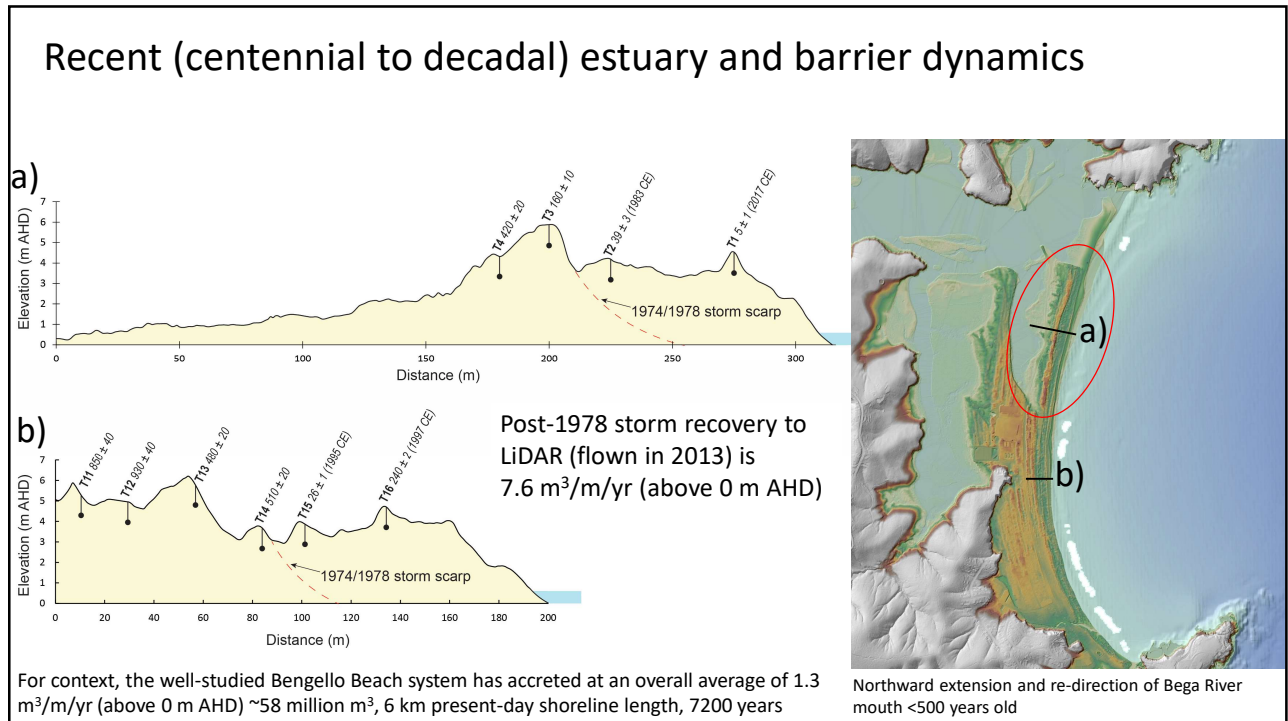 Recent (centennial to decadal) estuary and barrier dynamics
a)
Elevation (m AHD)
7
6
5
4
3
2
1
0
T4 420 ± 20
T3 160 ± 10
T2 39 ± 3 (1983 CE)
T1 5 ± 1 (2017 CE)
1974/1978 storm scarp
0
50
100
150
200
250
300
Distance (m)
b)
Elevation (m AHD)
7
6
5
4
3
2
1
0
T11 850 ± 40
T12 930 ± 40
T13 480 ± 20
T14 510 ± 20
T15 26 ± 1 (1995 CE)
T16 240 ± 2 (1997 CE)
1974/1978 storm scarp
0
20
40
60
80
100
120
140
160
180
200
Distance (m)
Post-1978 storm recovery to
LiDAR (flown in 2013) is
7.6 m³/m/yr (above 0 m AHD)
a)
b)
For context, the well-studied Bengello Beach system has accreted at an overall average of 1.3
m³/m/yr (above 0 m AHD) ~58 million m³, 6 km present-day shoreline length, 7200 years
Northward extension and re-direction of Bega River
mouth <500 years old